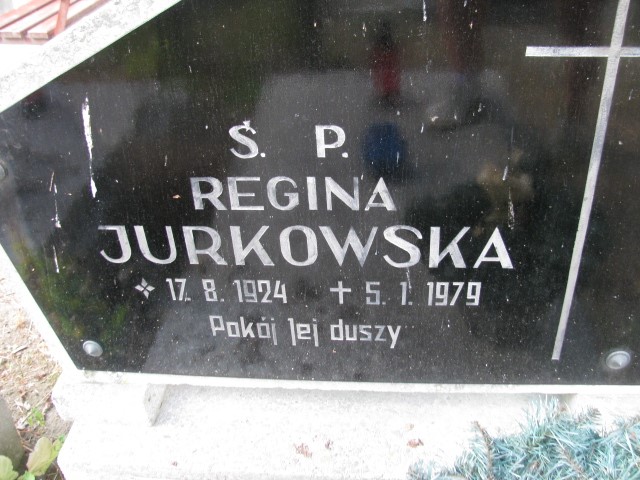 Ś. P.
REGINA
JURKOWSKA
17. 8. 1924 5. 1. 1979
Pokój Jej duszy